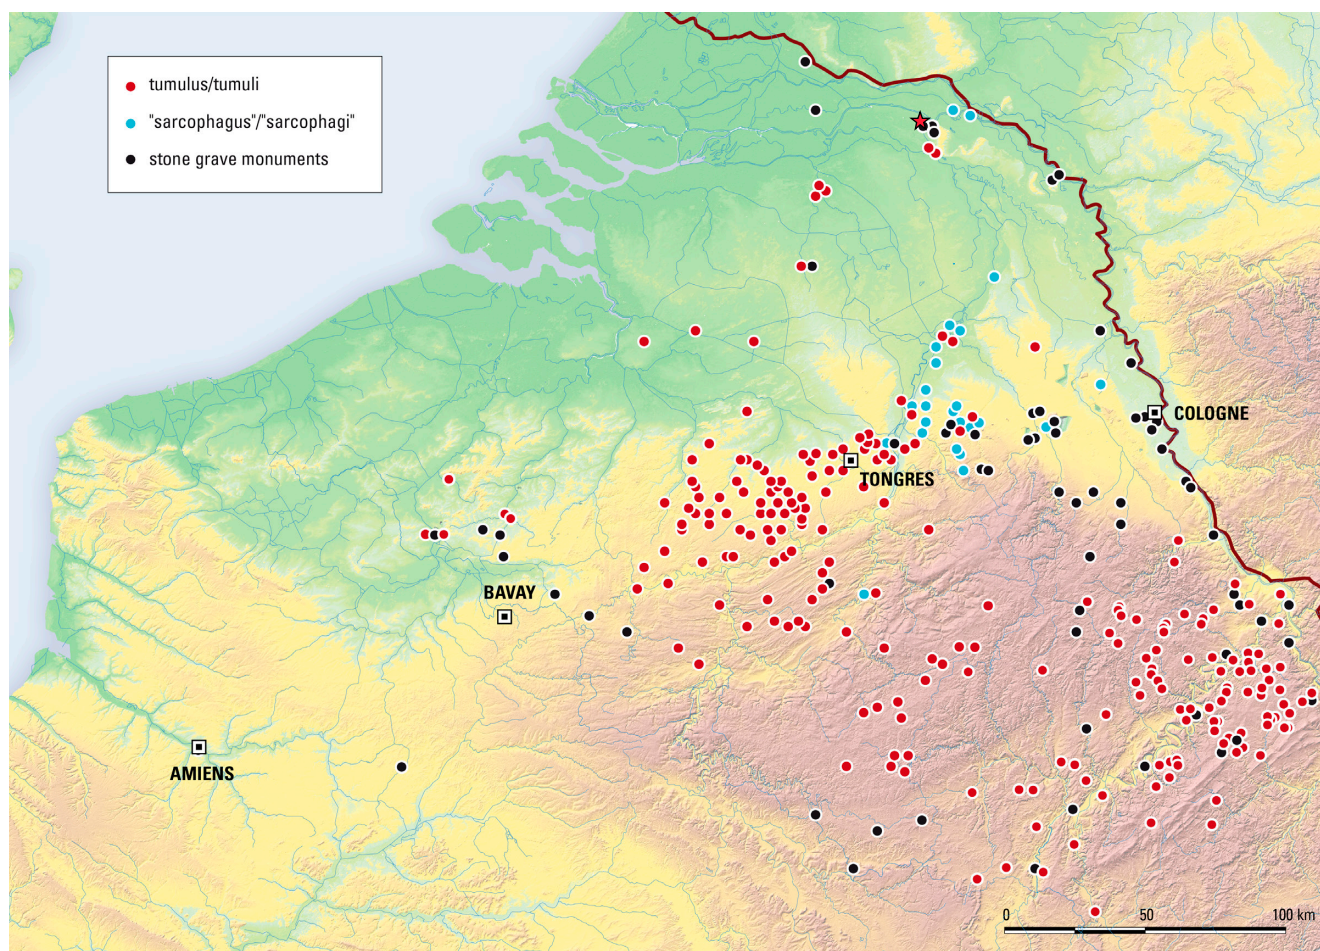 tumulus/tumuli
"sarcophagus"/"sarcophagi"
stone grave monuments
COLOGNE
TONGRES
BAVAY
AMIENS
0 50 100 km